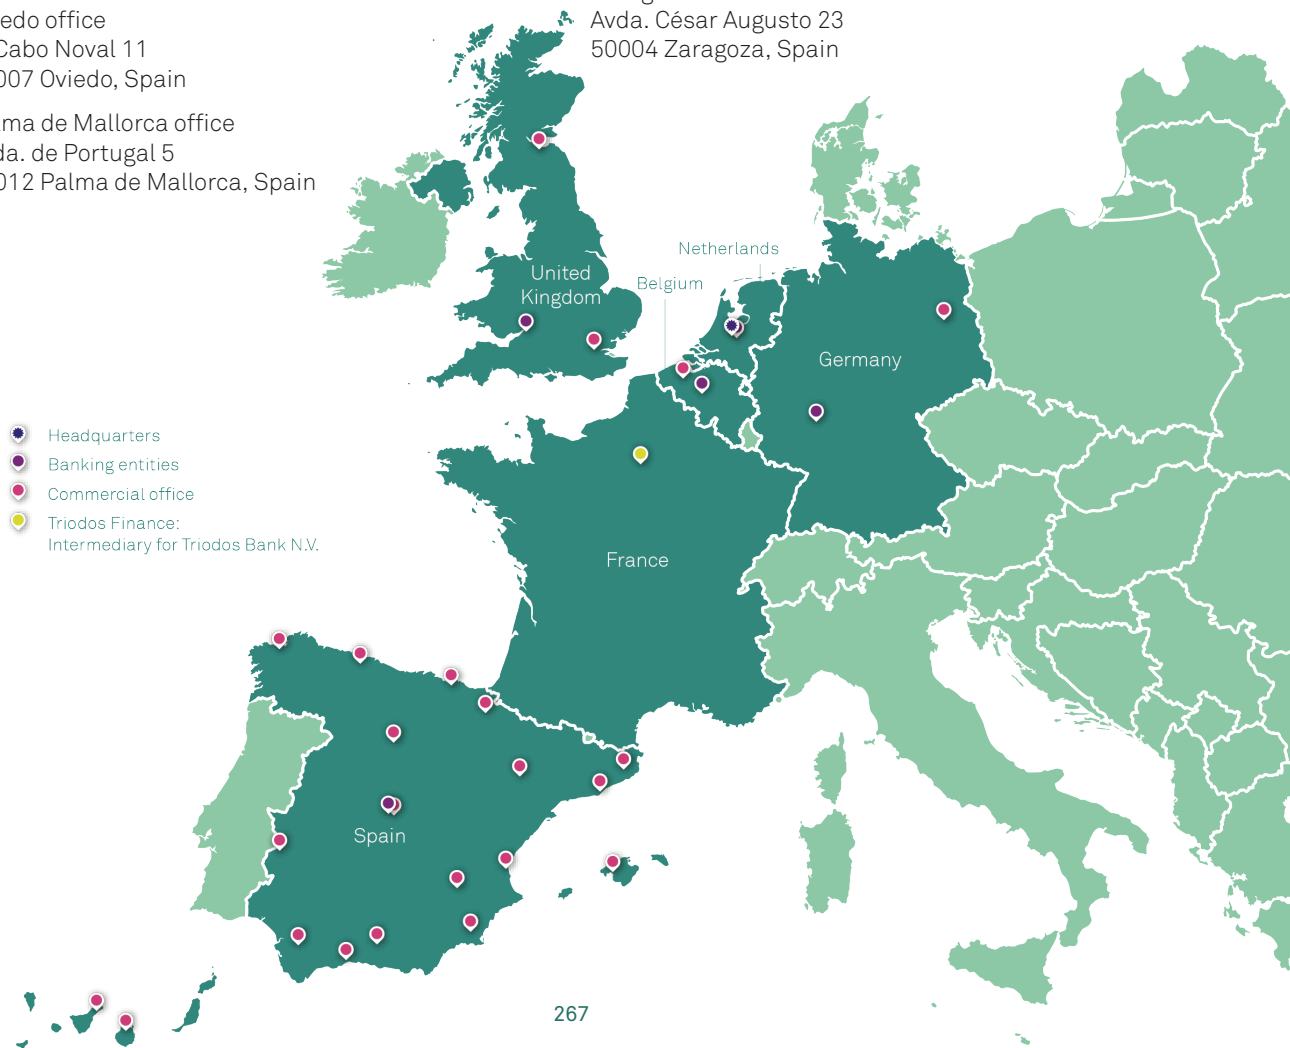 edo office
Cabo Noval 11
007 Oviedo, Spain
ma de Mallorca office
da. de Portugal 5
012 Palma de Mallorca, Spain
Avda. César Augusto 23
50004 Zaragoza, Spain
Netherlands
Belgium
United
Kingdom
Germany
Headquarters
Banking entities
Commercial office
Triodos Finance:
Intermediary for Triodos Bank N.V.
France
Spain
267